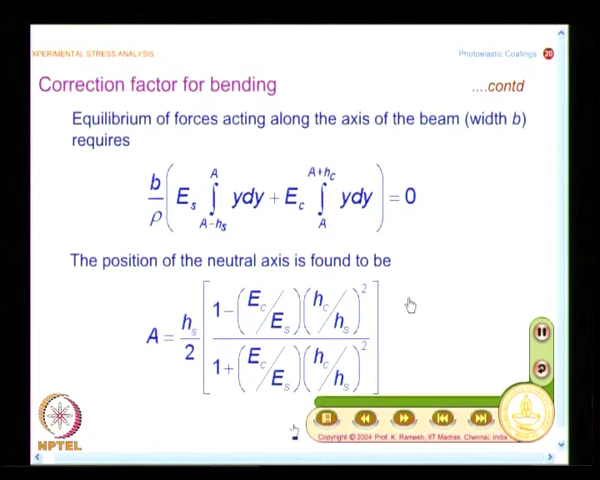 XPERIMENTAL STRESS ANALYSIS
Photoelastic Coatings 20
Correction factor for bending
....contd
Equilibrium of forces acting along the axis of the beam (width b)
requires
b/ρ ( E_s ∫_{A−h_s}^{A} ydy + E_c ∫_{A}^{A+h_c} ydy ) = 0
The position of the neutral axis is found to be
A = h_s/2 [ (1−(E_c/E_s)(h_c/h_s)^2) / (1+(E_c/E_s)(h_c/h_s)^2) ]
NPTEL
Copyright © 2004 Prof. K. Ramesh, IIT Madras, Chennai, India